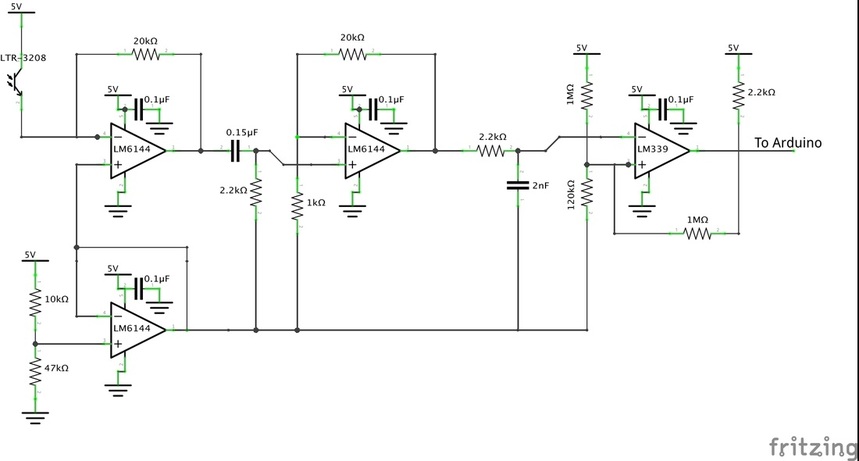 5V
LTR-3208
20kΩ
5V
0.1µF
LM6144
0.15µF
2.2kΩ
20kΩ
5V
0.1µF
LM6144
1kΩ
2.2kΩ
2nF
5V
1MΩ
120kΩ
5V
0.1µF
LM339
5V
2.2kΩ
To Arduino
1MΩ
5V
10kΩ
47kΩ
5V
0.1µF
LM6144
fritzing